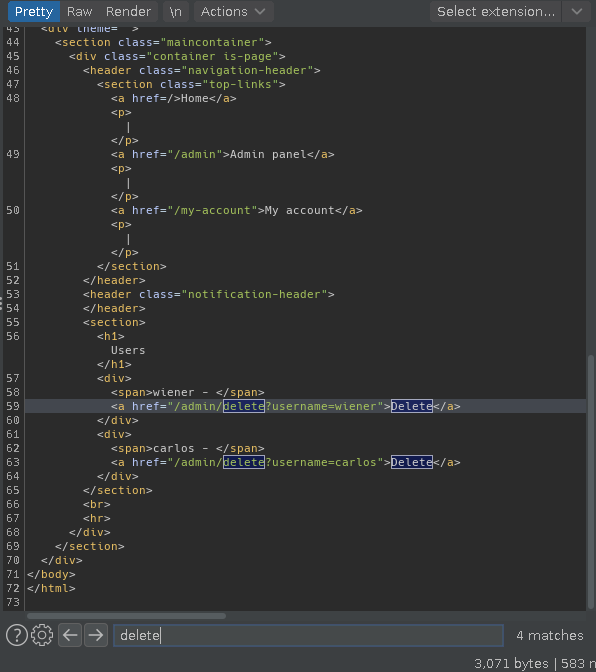 Pretty Raw Render \n Actions Select extension...
43 <div theme="">
44 <section class="maincontainer">
45 <div class="container is-page">
46 <header class="navigation-header">
47 <section class="top-links">
48 <a href=/>Home</a>
<p>
|
</p>
49 <a href="/admin">Admin panel</a>
<p>
|
</p>
50 <a href="/my-account">My account</a>
<p>
|
</p>
51 </section>
52 </header>
53 <header class="notification-header">
54 </header>
55 <section>
56 <h1>
Users
</h1>
57 <div>
58 <span>wiener - </span>
59 <a href="/admin/delete?username=wiener">Delete</a>
60 </div>
61 <div>
62 <span>carlos - </span>
63 <a href="/admin/delete?username=carlos">Delete</a>
64 </div>
65 </section>
66 <br>
67 <hr>
68 </div>
69 </section>
70 </div>
71 </body>
72 </html>
73
? delete 4 matches
3,071 bytes | 583